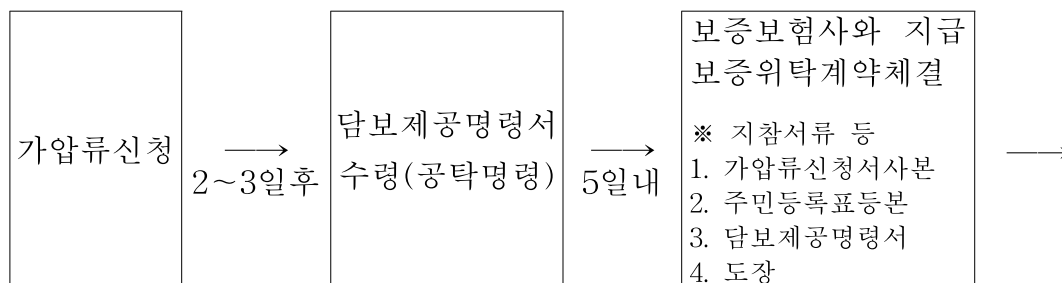 가압류신청
⟶
2~3일후
담보제공명령서
수령(공탁명령)
⟶
5일내
보증보험사와 지급
보증위탁계약체결
※ 지참서류 등
1. 가압류신청서사본
2. 주민등록표등본
3. 담보제공명령서
4. 도장
⟶